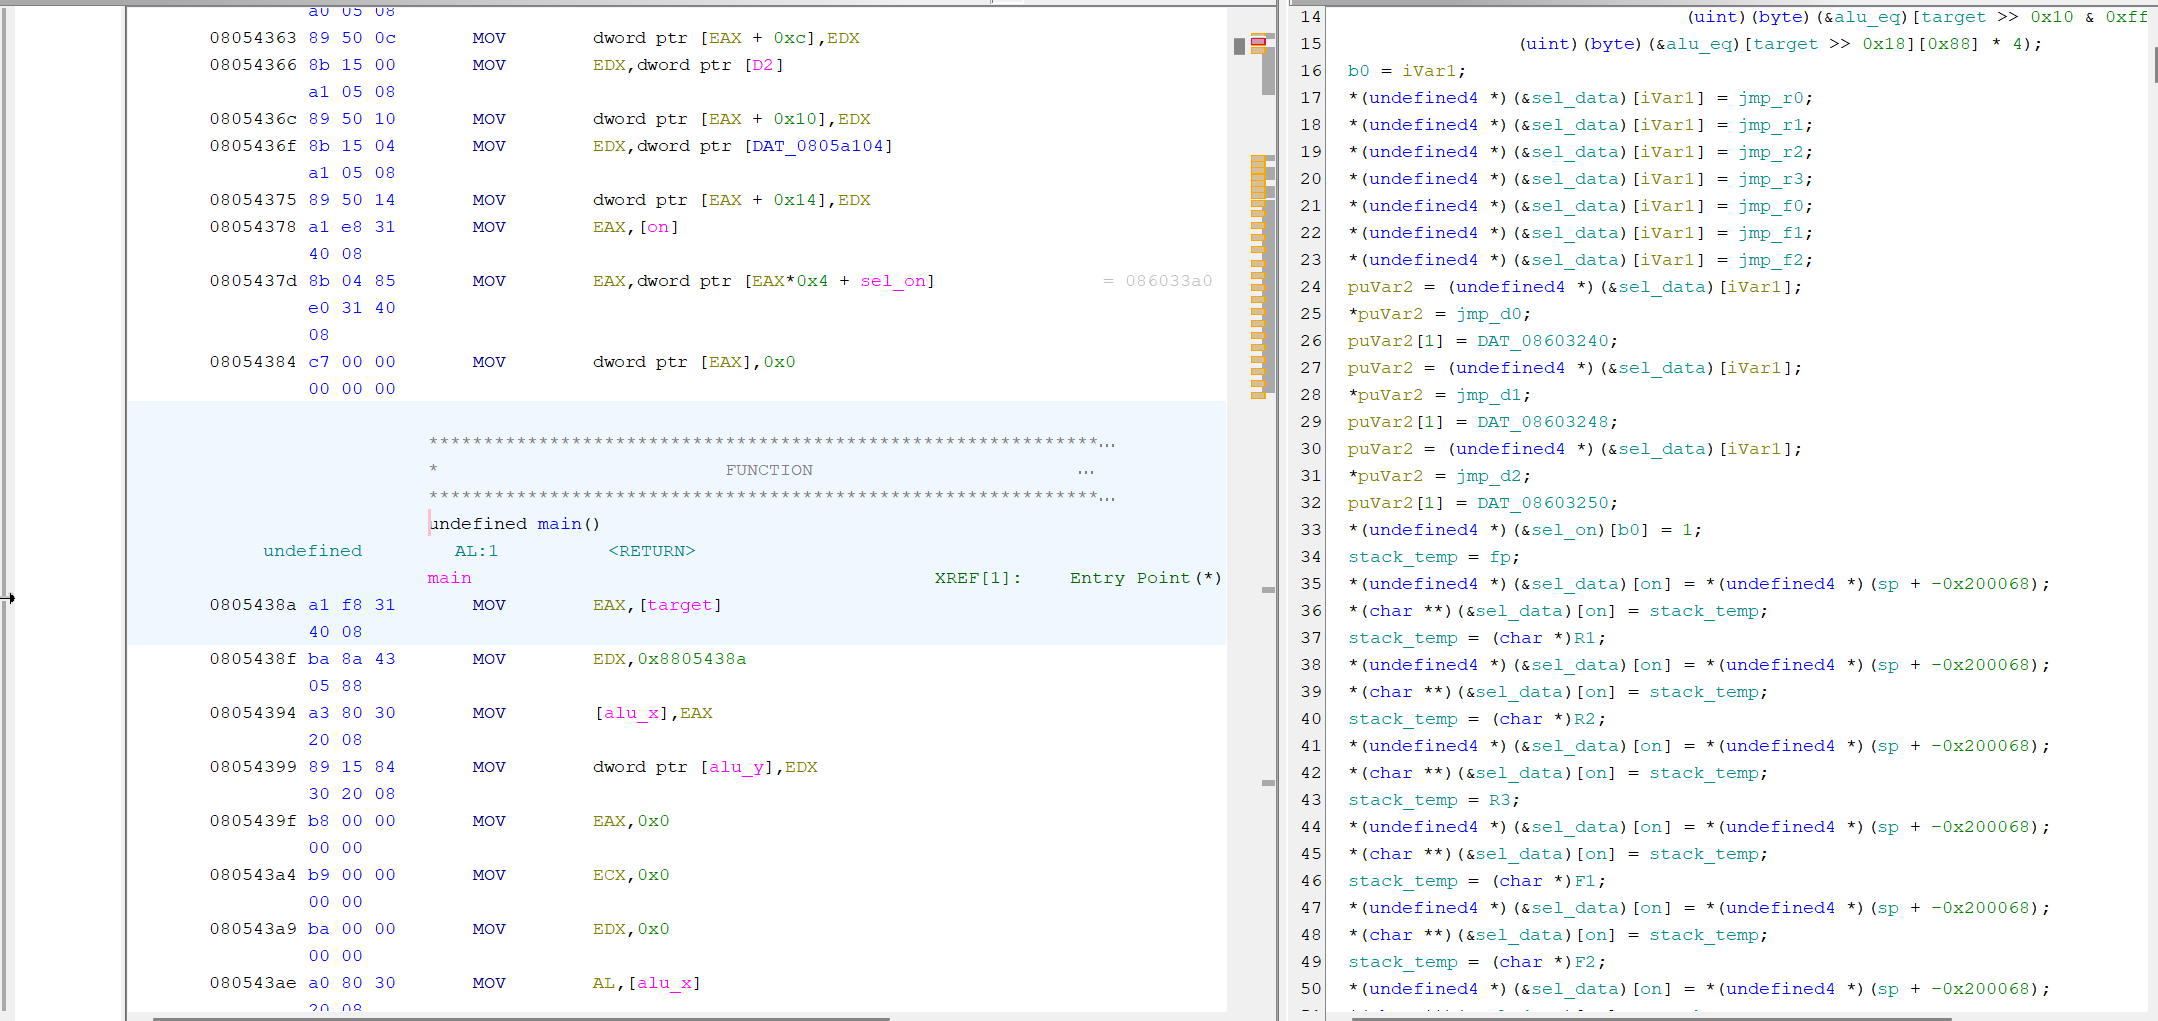 a0 05 08
08054363 89 50 0c MOV dword ptr [EAX + 0xc],EDX
08054366 8b 15 00 MOV EDX,dword ptr [D2]
a1 05 08
0805436c 89 50 10 MOV dword ptr [EAX + 0x10],EDX
0805436f 8b 15 04 MOV EDX,dword ptr [DAT_0805a104]
a1 05 08
08054375 89 50 14 MOV dword ptr [EAX + 0x14],EDX
08054378 a1 e8 31 MOV EAX,[on]
40 08
0805437d 8b 04 85 MOV EAX,dword ptr [EAX*0x4 + sel_on] = 086033a0
e0 31 40
08
08054384 c7 00 00 MOV dword ptr [EAX],0x0
00 00 00
*************************************************************...
* FUNCTION ...
*************************************************************...
undefined main()
undefined AL:1 <RETURN>
main XREF[1]: Entry Point(*)
0805438a a1 f8 31 MOV EAX,[target]
40 08
0805438f ba 8a 43 MOV EDX,0x8805438a
05 88
08054394 a3 80 30 MOV [alu_x],EAX
20 08
08054399 89 15 84 MOV dword ptr [alu_y],EDX
30 20 08
0805439f b8 00 00 MOV EAX,0x0
00 00
080543a4 b9 00 00 MOV ECX,0x0
00 00
080543a9 ba 00 00 MOV EDX,0x0
00 00
080543ae a0 80 30 MOV AL,[alu_x]
20 08
14 (uint)(byte)(&alu_eq)[target >> 0x10 & 0xff
15 (uint)(byte)(&alu_eq)[target >> 0x18][0x88] * 4);
16 b0 = iVar1;
17 *(undefined4 *)(&sel_data)[iVar1] = jmp_r0;
18 *(undefined4 *)(&sel_data)[iVar1] = jmp_r1;
19 *(undefined4 *)(&sel_data)[iVar1] = jmp_r2;
20 *(undefined4 *)(&sel_data)[iVar1] = jmp_r3;
21 *(undefined4 *)(&sel_data)[iVar1] = jmp_f0;
22 *(undefined4 *)(&sel_data)[iVar1] = jmp_f1;
23 *(undefined4 *)(&sel_data)[iVar1] = jmp_f2;
24 puVar2 = (undefined4 *)(&sel_data)[iVar1];
25 *puVar2 = jmp_d0;
26 puVar2[1] = DAT_08603240;
27 puVar2 = (undefined4 *)(&sel_data)[iVar1];
28 *puVar2 = jmp_d1;
29 puVar2[1] = DAT_08603248;
30 puVar2 = (undefined4 *)(&sel_data)[iVar1];
31 *puVar2 = jmp_d2;
32 puVar2[1] = DAT_08603250;
33 *(undefined4 *)(&sel_on)[b0] = 1;
34 stack_temp = fp;
35 *(undefined4 *)(&sel_data)[on] = *(undefined4 *)(sp + -0x200068);
36 *(char **)(&sel_data)[on] = stack_temp;
37 stack_temp = (char *)R1;
38 *(undefined4 *)(&sel_data)[on] = *(undefined4 *)(sp + -0x200068);
39 *(char **)(&sel_data)[on] = stack_temp;
40 stack_temp = (char *)R2;
41 *(undefined4 *)(&sel_data)[on] = *(undefined4 *)(sp + -0x200068);
42 *(char **)(&sel_data)[on] = stack_temp;
43 stack_temp = R3;
44 *(undefined4 *)(&sel_data)[on] = *(undefined4 *)(sp + -0x200068);
45 *(char **)(&sel_data)[on] = stack_temp;
46 stack_temp = (char *)F1;
47 *(undefined4 *)(&sel_data)[on] = *(undefined4 *)(sp + -0x200068);
48 *(char **)(&sel_data)[on] = stack_temp;
49 stack_temp = (char *)F2;
50 *(undefined4 *)(&sel_data)[on] = *(undefined4 *)(sp + -0x200068);